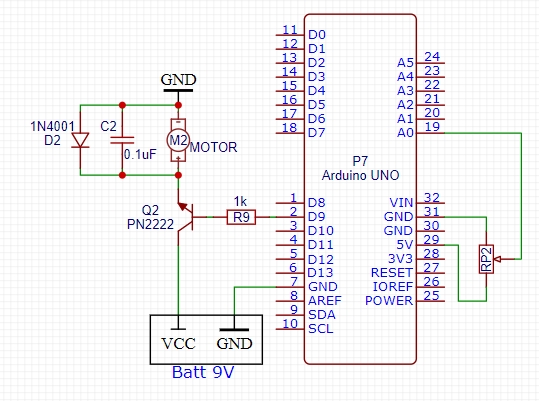 11 D0
12 D1
13 D2
14 D3
15 D4
16 D5
17 D6
18 D7
A5 24
A4 23
A3 22
A2 21
A1 20
A0 19
GND
1N4001
D2
C2
0.1uF
M2
MOTOR
P7
Arduino UNO
Q2
PN2222
1k
R9
1 D8
2 D9
3 D10
4 D11
5 D12
6 D13
7 GND
8 AREF
9 SDA
10 SCL
VIN 32
GND 31
GND 30
5V 29
3V3 28
RESET 27
IOREF 26
POWER 25
RP2
VCC GND
Batt 9V